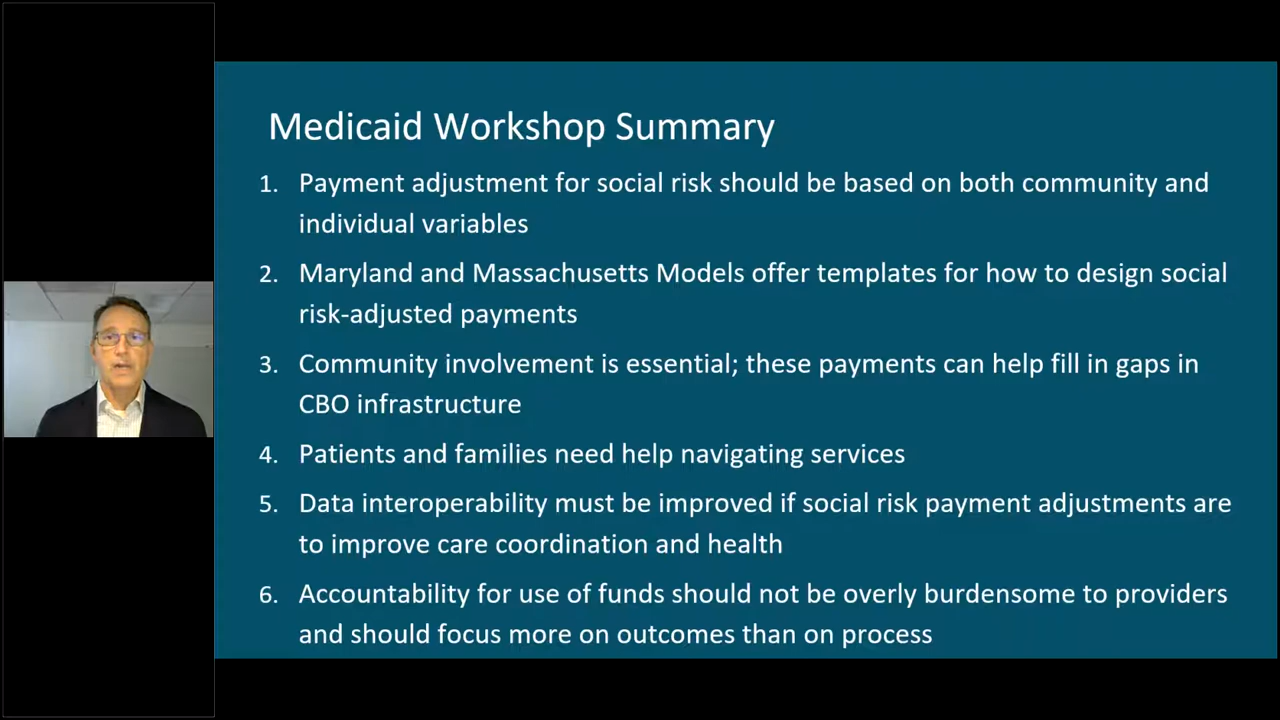 Medicaid Workshop Summary
1. Payment adjustment for social risk should be based on both community and
individual variables
2. Maryland and Massachusetts Models offer templates for how to design social
risk-adjusted payments
3. Community involvement is essential; these payments can help fill in gaps in
CBO infrastructure
4. Patients and families need help navigating services
5. Data interoperability must be improved if social risk payment adjustments are
to improve care coordination and health
6. Accountability for use of funds should not be overly burdensome to providers
and should focus more on outcomes than on process